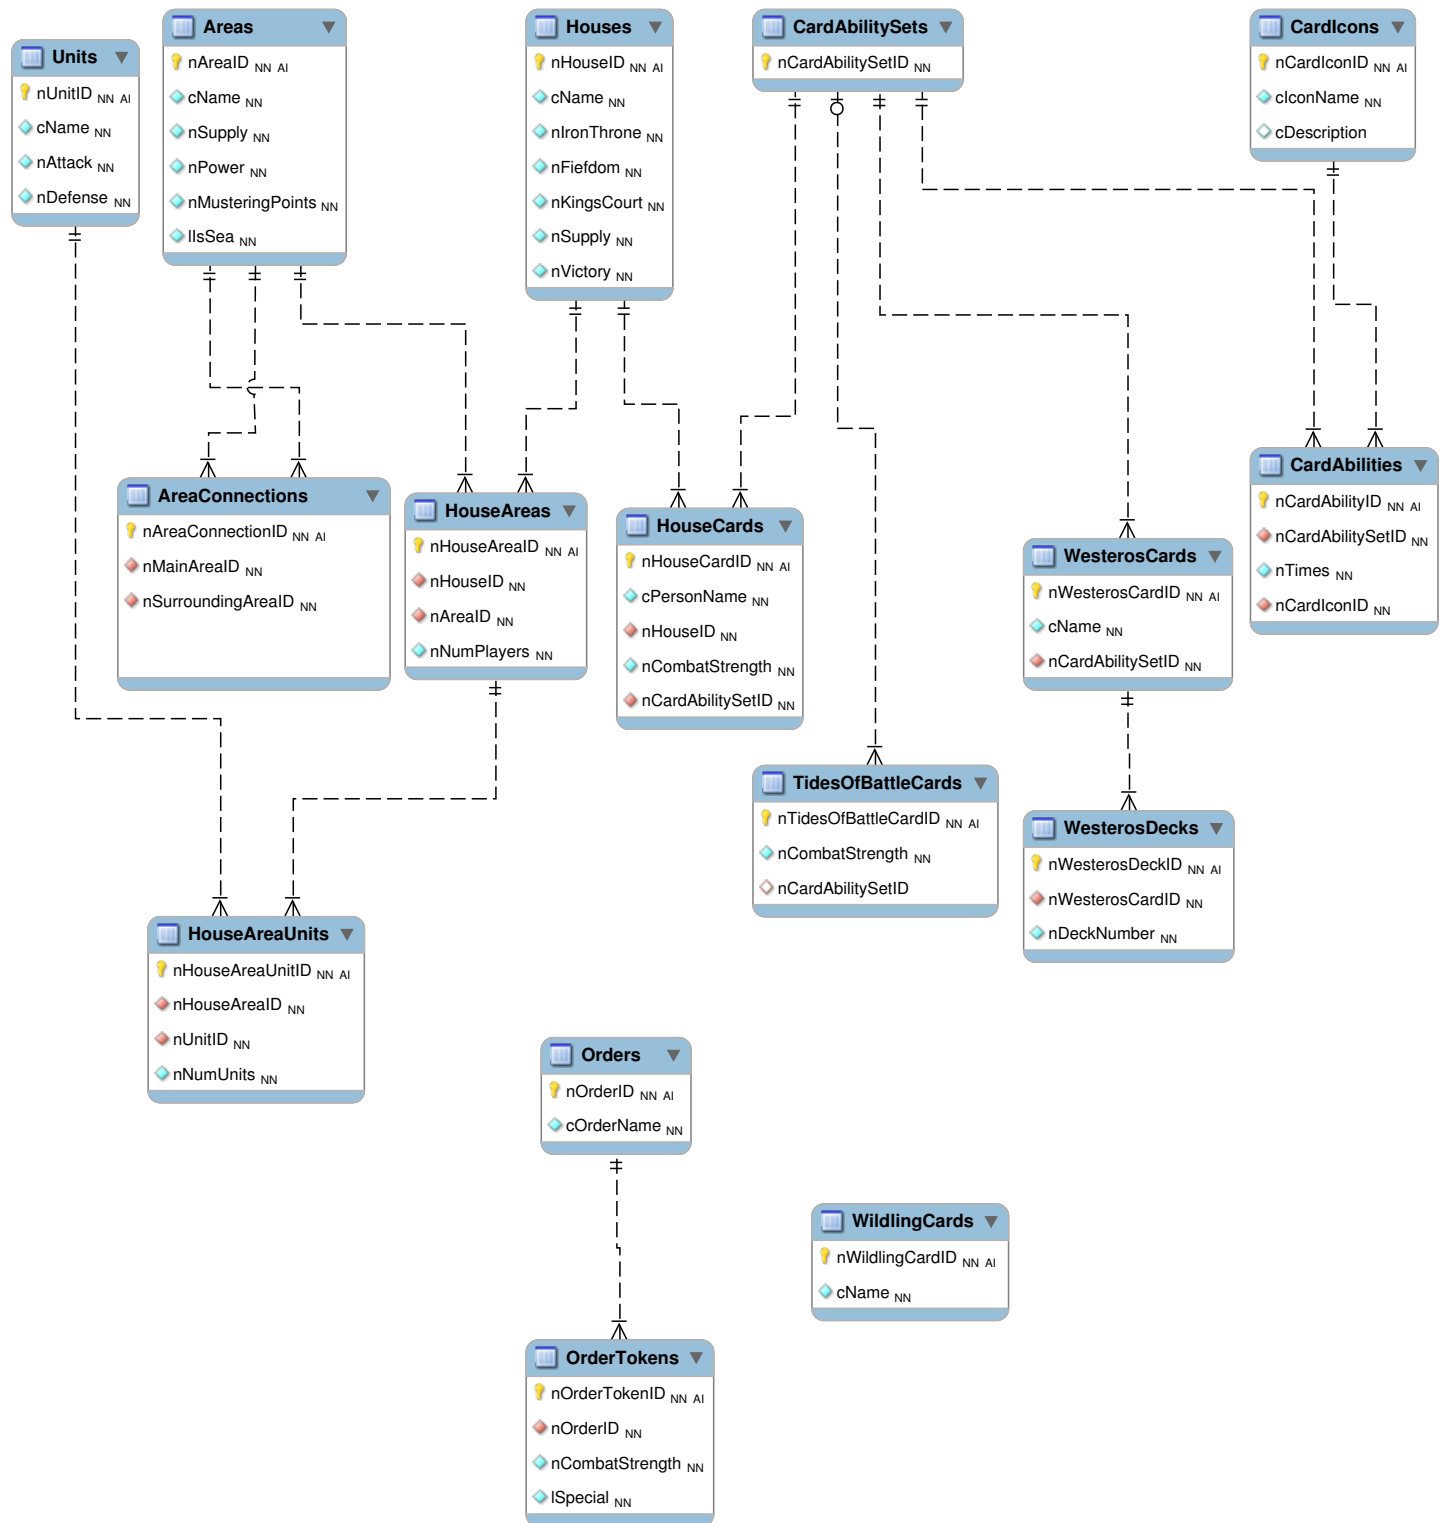 Units
nUnitID NN AI
cName NN
nAttack NN
nDefense NN
Areas
nAreaID NN AI
cName NN
nSupply NN
nPower NN
nMusteringPoints NN
lIsSea NN
Houses
nHouseID NN AI
cName NN
nIronThrone NN
nFiefdom NN
nKingsCourt NN
nSupply NN
nVictory NN
CardAbilitySets
nCardAbilitySetID NN
CardIcons
nCardIconID NN AI
cIconName NN
cDescription
AreaConnections
nAreaConnectionID NN AI
nMainAreaID NN
nSurroundingAreaID NN
HouseAreas
nHouseAreaID NN AI
nHouseID NN
nAreaID NN
nNumPlayers NN
HouseCards
nHouseCardID NN AI
cPersonName NN
nHouseID NN
nCombatStrength NN
nCardAbilitySetID NN
WesterosCards
nWesterosCardID NN AI
cName NN
nCardAbilitySetID NN
CardAbilities
nCardAbilityID NN AI
nCardAbilitySetID NN
nTimes NN
nCardIconID NN
TidesOfBattleCards
nTidesOfBattleCardID NN AI
nCombatStrength NN
nCardAbilitySetID
WesterosDecks
nWesterosDeckID NN AI
nWesterosCardID NN
nDeckNumber NN
HouseAreaUnits
nHouseAreaUnitID NN AI
nHouseAreaID NN
nUnitID NN
nNumUnits NN
Orders
nOrderID NN AI
cOrderName NN
WildlingCards
nWildlingCardID NN AI
cName NN
OrderTokens
nOrderTokenID NN AI
nOrderID NN
nCombatStrength NN
lSpecial NN